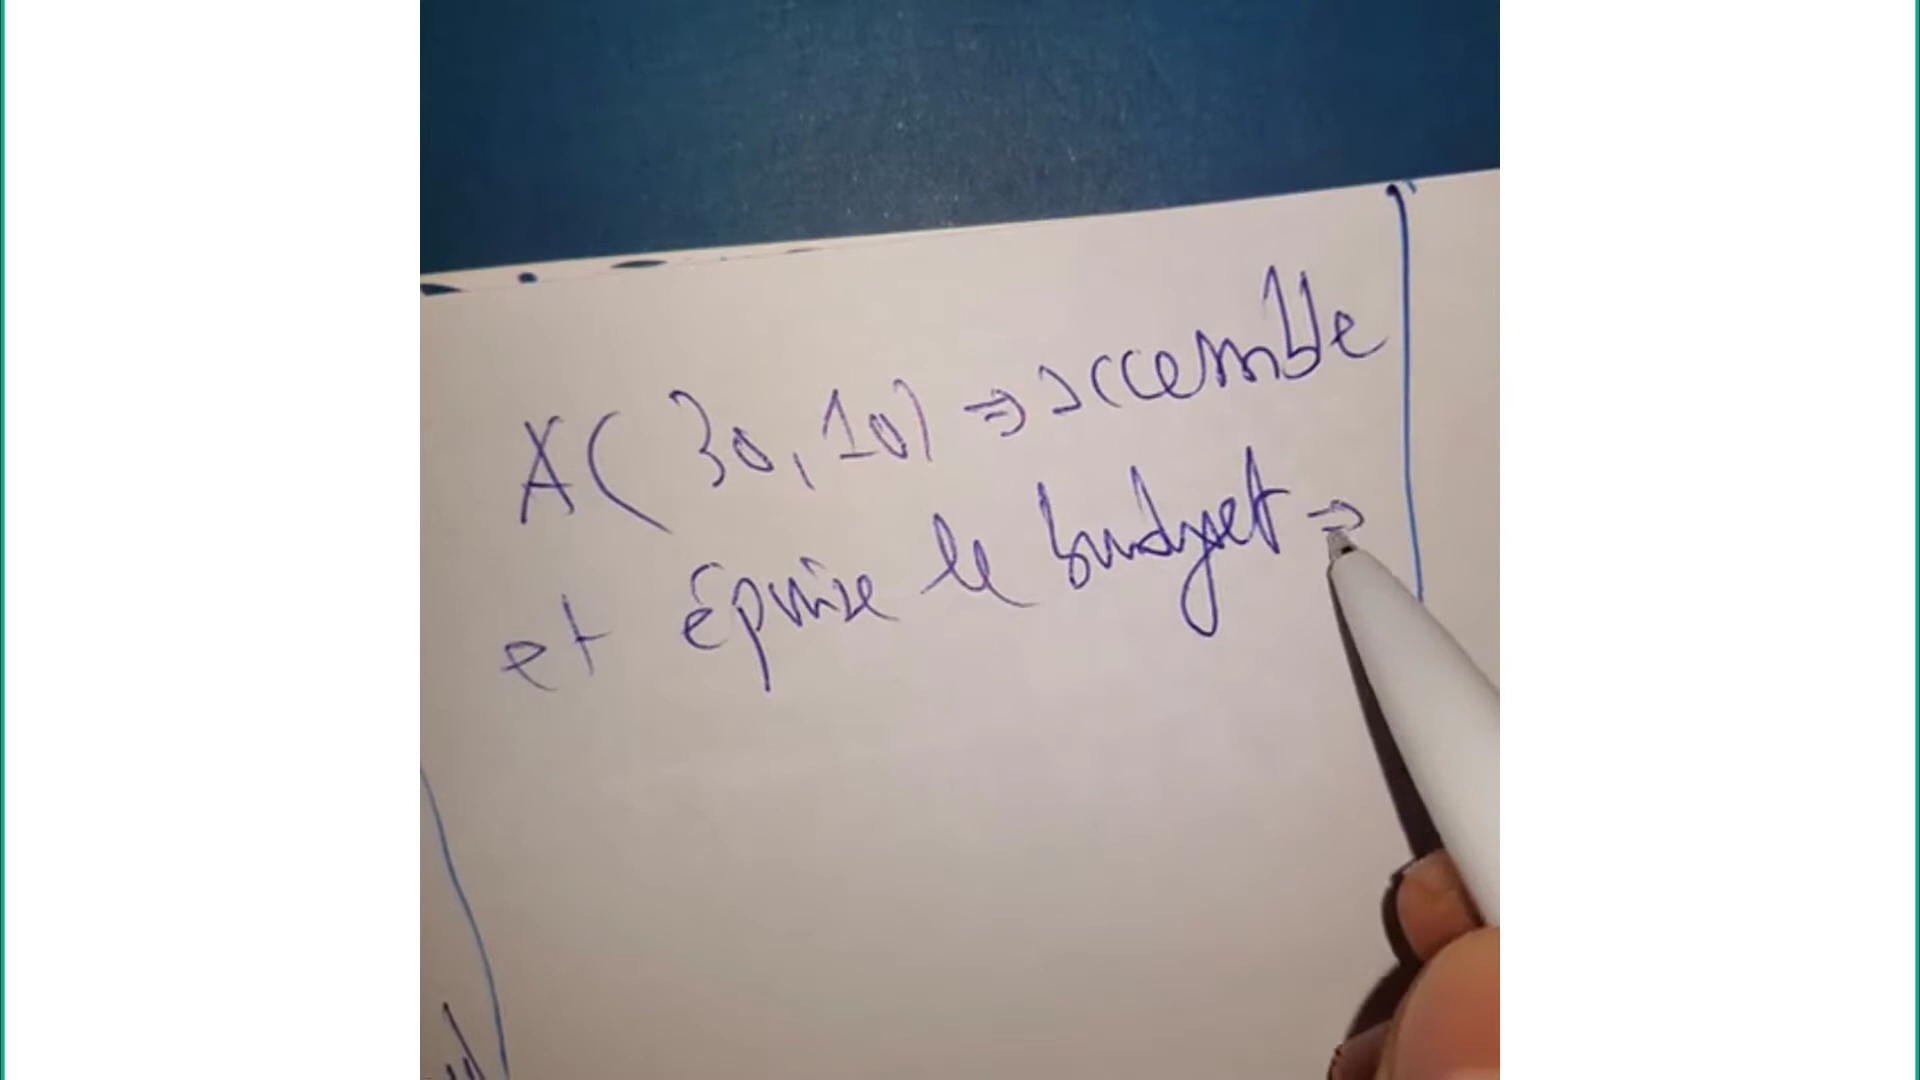 A( 30, 10) ⇒ accessible
et épuise le budget ⇒